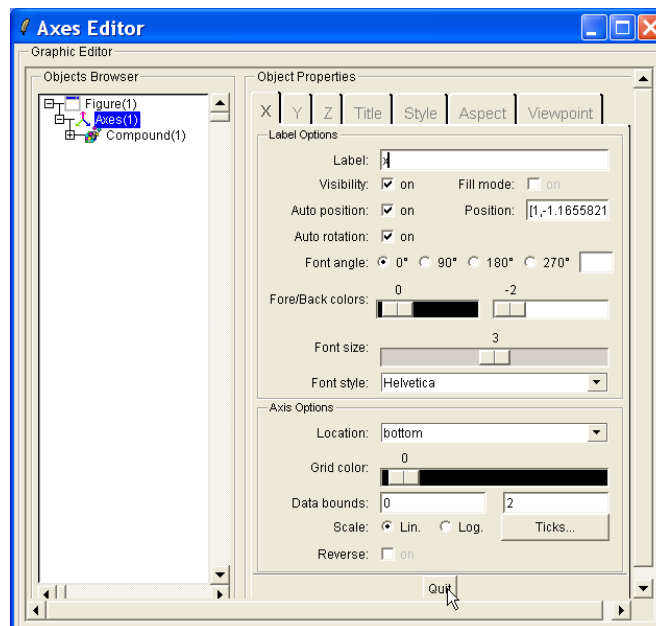 Axes Editor
Graphic Editor
Objects Browser
Figure(1)
Axes(1)
Compound(1)
Object Properties
X Y Z Title Style Aspect Viewpoint
Label Options
Label: x
Visibility: on Fill mode: on
Auto position: on Position: [1,-1.1655821
Auto rotation: on
Font angle: 0° 90° 180° 270°
0 -2
Fore/Back colors:
3
Font size:
Font style: Helvetica
Axis Options
Location: bottom
0
Grid color:
Data bounds: 0 2
Scale: Lin. Log. Ticks...
Reverse: on
Quit